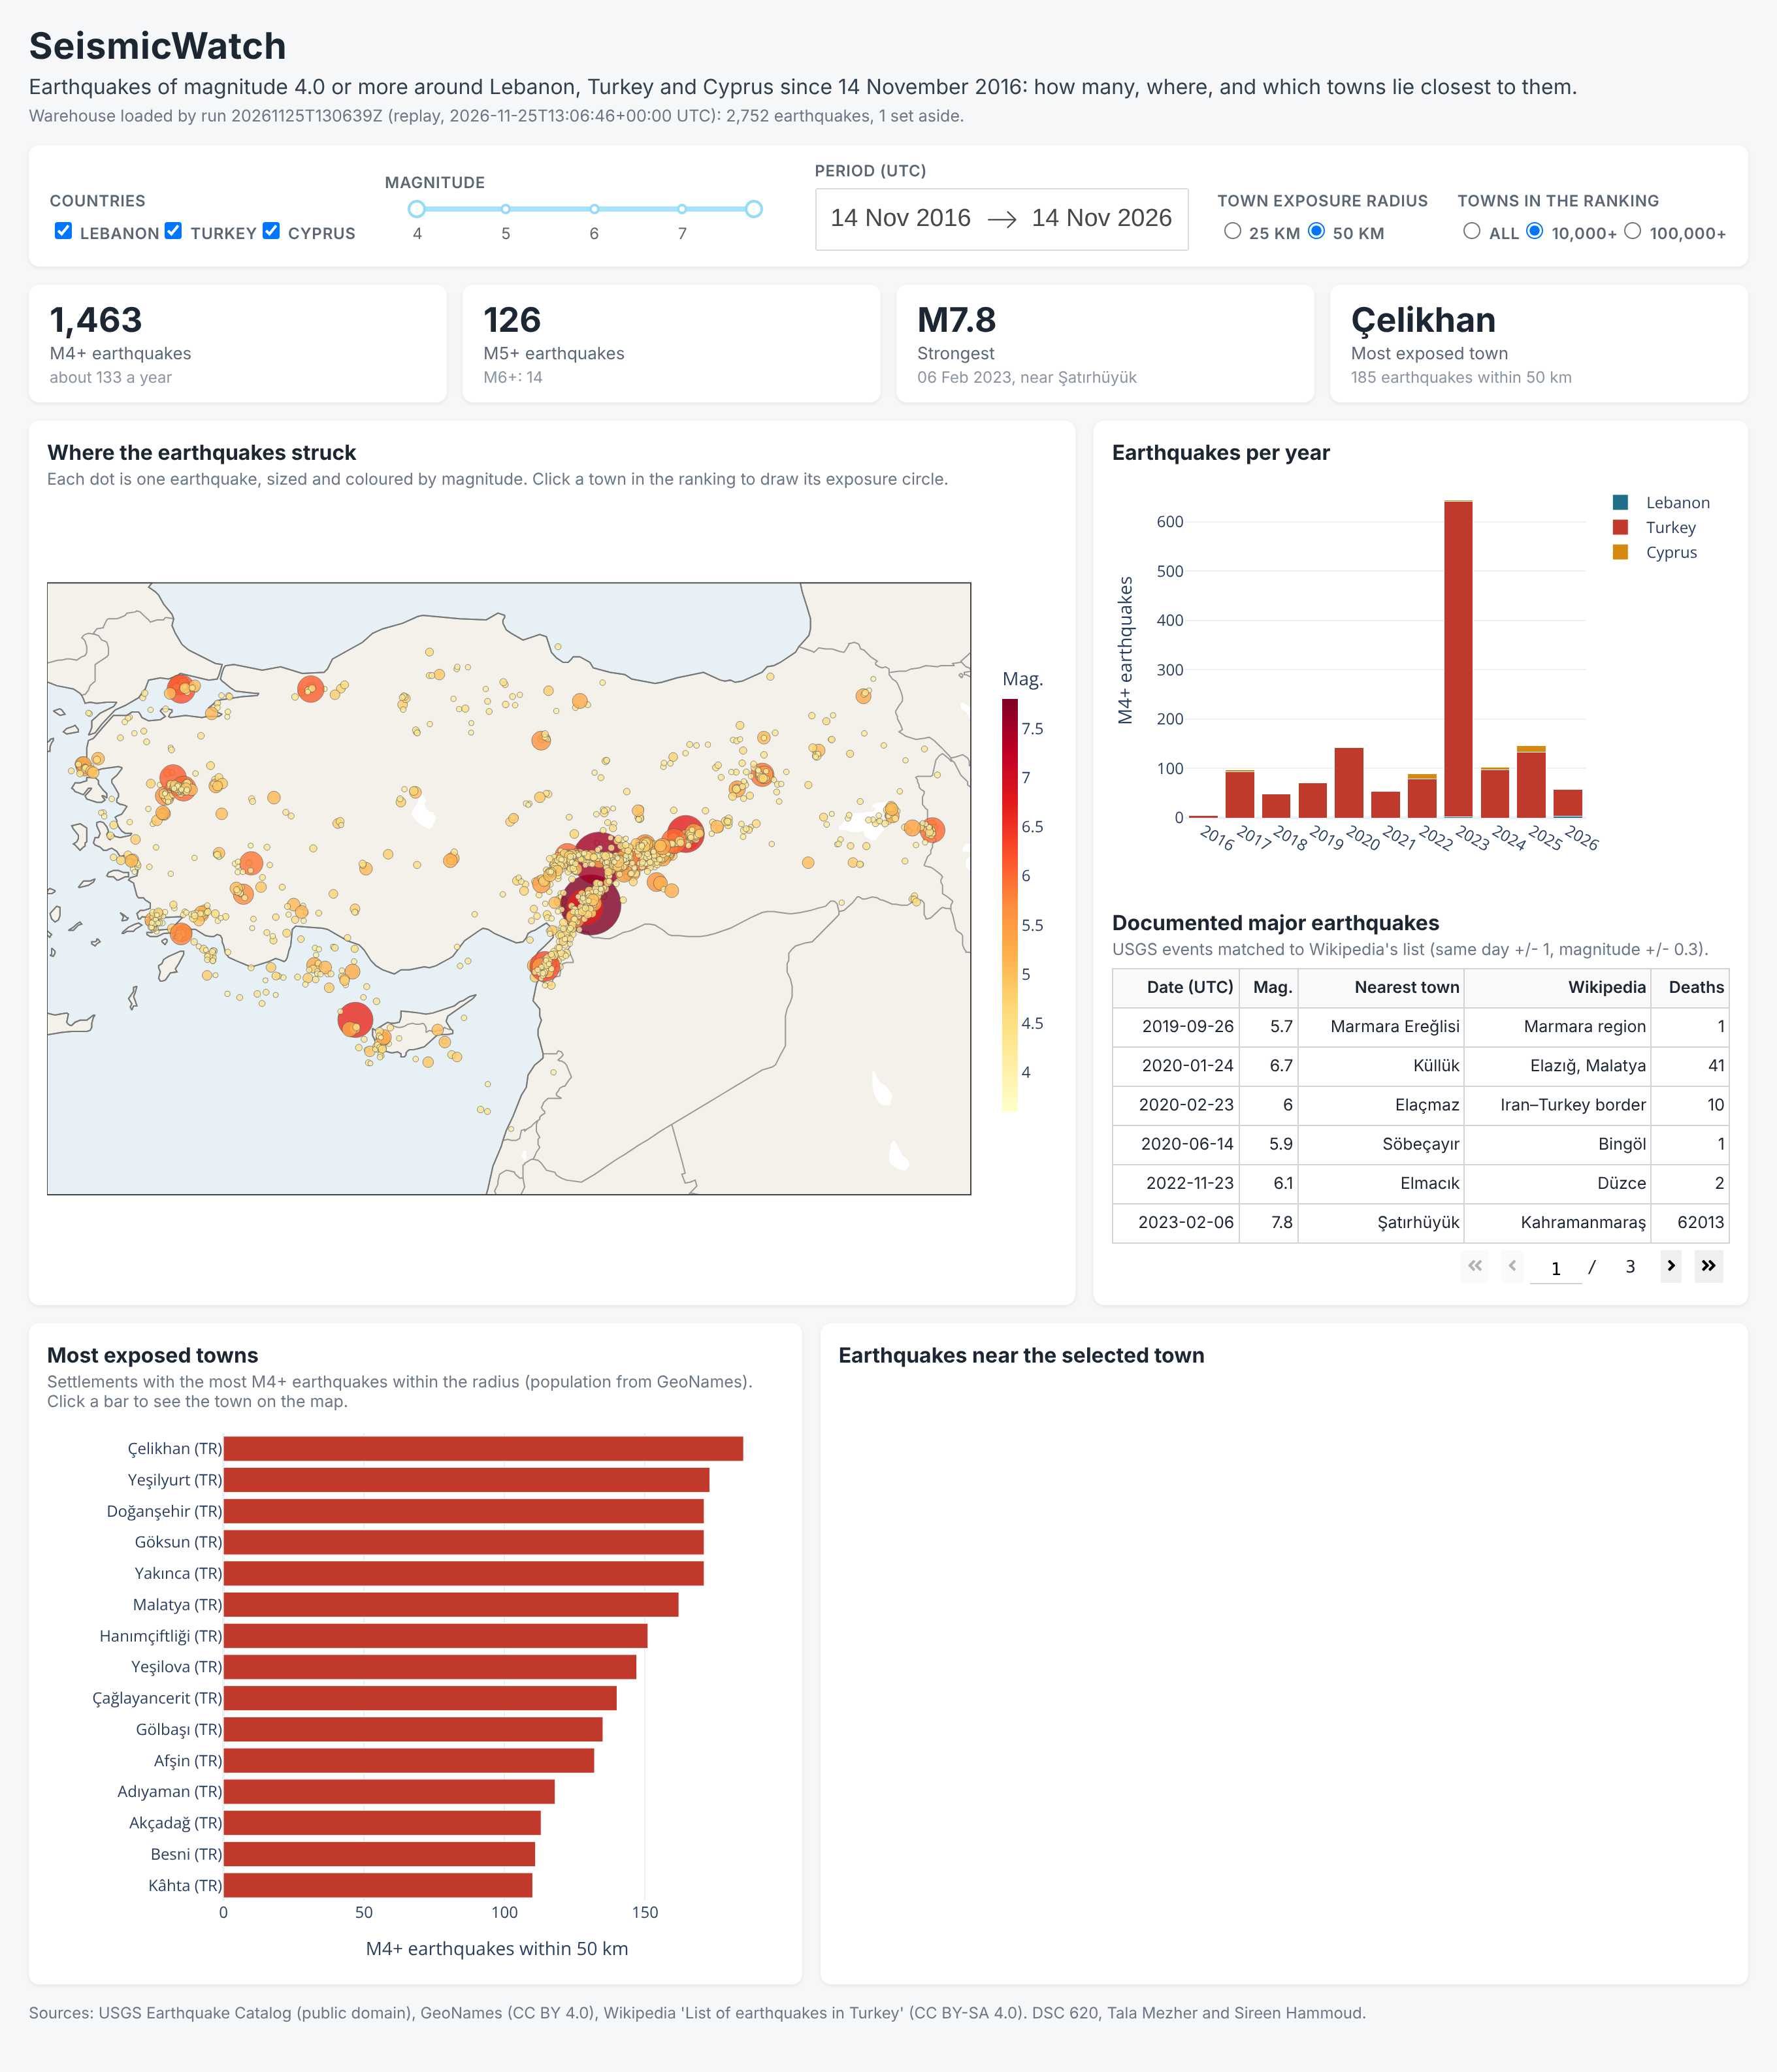 SeismicWatch
Earthquakes of magnitude 4.0 or more around Lebanon, Turkey and Cyprus since 14 November 2016: how many, where, and which towns lie closest to them.
Warehouse loaded by run 20261125T130639Z (replay, 2026-11-25T13:06:46+00:00 UTC): 2,752 earthquakes, 1 set aside.
COUNTRIES
LEBANON TURKEY CYPRUS
MAGNITUDE
4 5 6 7
PERIOD (UTC)
14 Nov 2016 → 14 Nov 2026
TOWN EXPOSURE RADIUS
25 KM 50 KM
TOWNS IN THE RANKING
ALL 10,000+ 100,000+
1,463
M4+ earthquakes
about 133 a year
126
M5+ earthquakes
M6+: 14
M7.8
Strongest
06 Feb 2023, near Şatırhüyük
Çelikhan
Most exposed town
185 earthquakes within 50 km
Where the earthquakes struck
Each dot is one earthquake, sized and coloured by magnitude. Click a town in the ranking to draw its exposure circle.
Mag.
7.5
7
6.5
6
5.5
5
4.5
4
Earthquakes per year
M4+ earthquakes
600
500
400
300
200
100
0
2016 2017 2018 2019 2020 2021 2022 2023 2024 2025 2026
Lebanon
Turkey
Cyprus
Documented major earthquakes
USGS events matched to Wikipedia's list (same day +/- 1, magnitude +/- 0.3).
Date (UTC) Mag. Nearest town Wikipedia Deaths
2019-09-26 5.7 Marmara Ereğlisi Marmara region 1
2020-01-24 6.7 Küllük Elazığ, Malatya 41
2020-02-23 6 Elaçmaz Iran–Turkey border 10
2020-06-14 5.9 Söbeçayır Bingöl 1
2022-11-23 6.1 Elmacık Düzce 2
2023-02-06 7.8 Şatırhüyük Kahramanmaraş 62013
1 / 3
Most exposed towns
Settlements with the most M4+ earthquakes within the radius (population from GeoNames).
Click a bar to see the town on the map.
Çelikhan (TR)
Yeşilyurt (TR)
Doğanşehir (TR)
Göksun (TR)
Yakınca (TR)
Malatya (TR)
Hanımçiftliği (TR)
Yeşilova (TR)
Çağlayancerit (TR)
Gölbaşı (TR)
Afşin (TR)
Adıyaman (TR)
Akçadağ (TR)
Besni (TR)
Kâhta (TR)
0 50 100 150
M4+ earthquakes within 50 km
Earthquakes near the selected town
Sources: USGS Earthquake Catalog (public domain), GeoNames (CC BY 4.0), Wikipedia 'List of earthquakes in Turkey' (CC BY-SA 4.0). DSC 620, Tala Mezher and Sireen Hammoud.